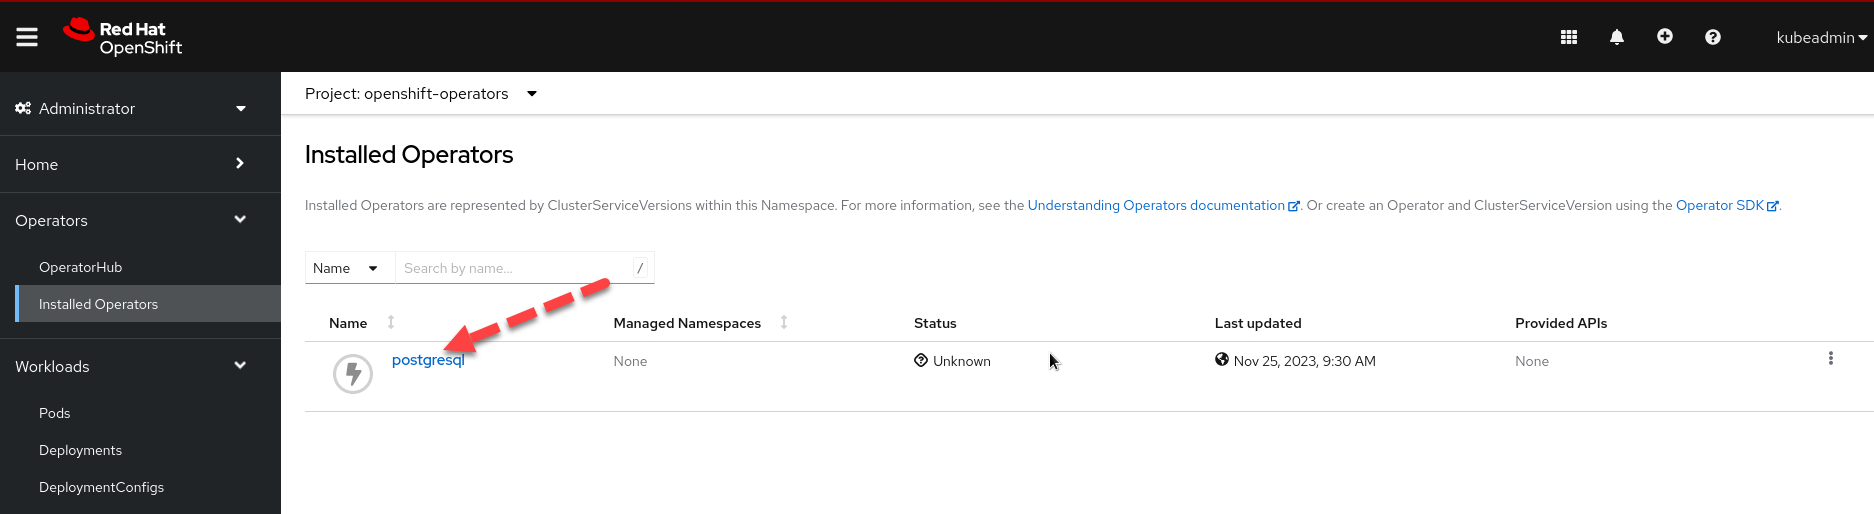 Red Hat
OpenShift
kubeadmin
Administrator
Home
Operators
OperatorHub
Installed Operators
Workloads
Pods
Deployments
DeploymentConfigs
Project: openshift-operators
Installed Operators
Installed Operators are represented by ClusterServiceVersions within this Namespace. For more information, see the Understanding Operators documentation. Or create an Operator and ClusterServiceVersion using the Operator SDK.
Name Search by name... /
Name Managed Namespaces Status Last updated Provided APIs
postgresql None Unknown Nov 25, 2023, 9:30 AM None